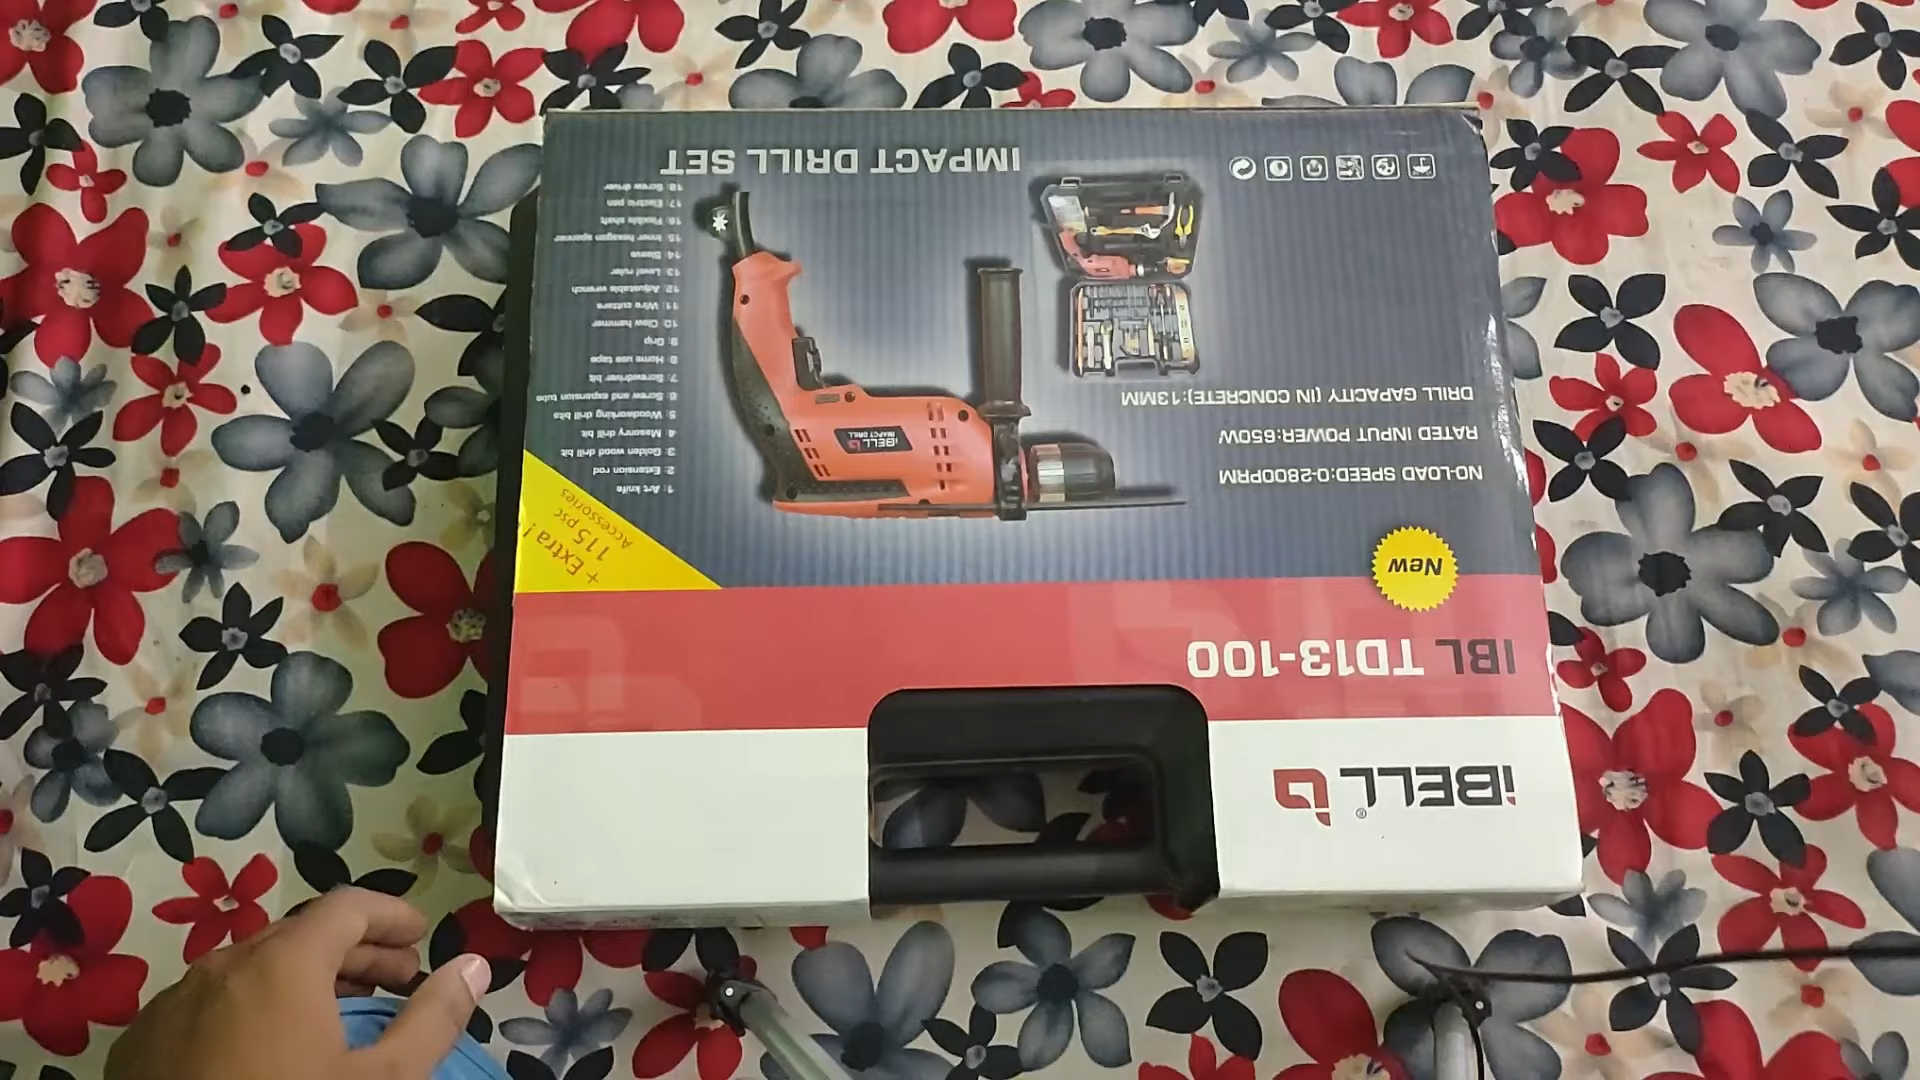 iBELL ®
IBL TD13-100
New
NO-LOAD SPEED:0-2800PRM
RATED INPUT POWER:650W
DRILL GAPACITY (IN CONCRETE):13MM
iBELL
IMAPCT DRILL
+ Extra !
115 psc
Accessories
1: Art knife
2: Extension rod
3: Golden wood drill bit
4: Masonry drill bit
5: Woodworking drill bits
6: Screw and expansion tube
7: Screwdriver bit
8: Home use tape
9: Grip
10: Claw hammer
11: Wire cutters
12: Adjustable wrench
13: Level ruler
14: Sleeve
15: Inner hexagon spanner
16: Flexible shaft
17: Electric pen
18: Screw driver
IMPACT DRILL SET